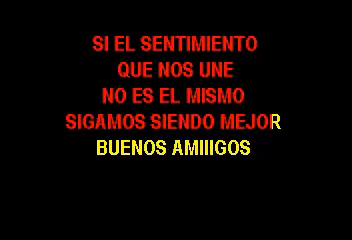 SI EL SENTIMIENTO
QUE NOS UNE
NO ES EL MISMO
SIGAMOS SIENDO MEJOR
BUENOS AMIIIGOS